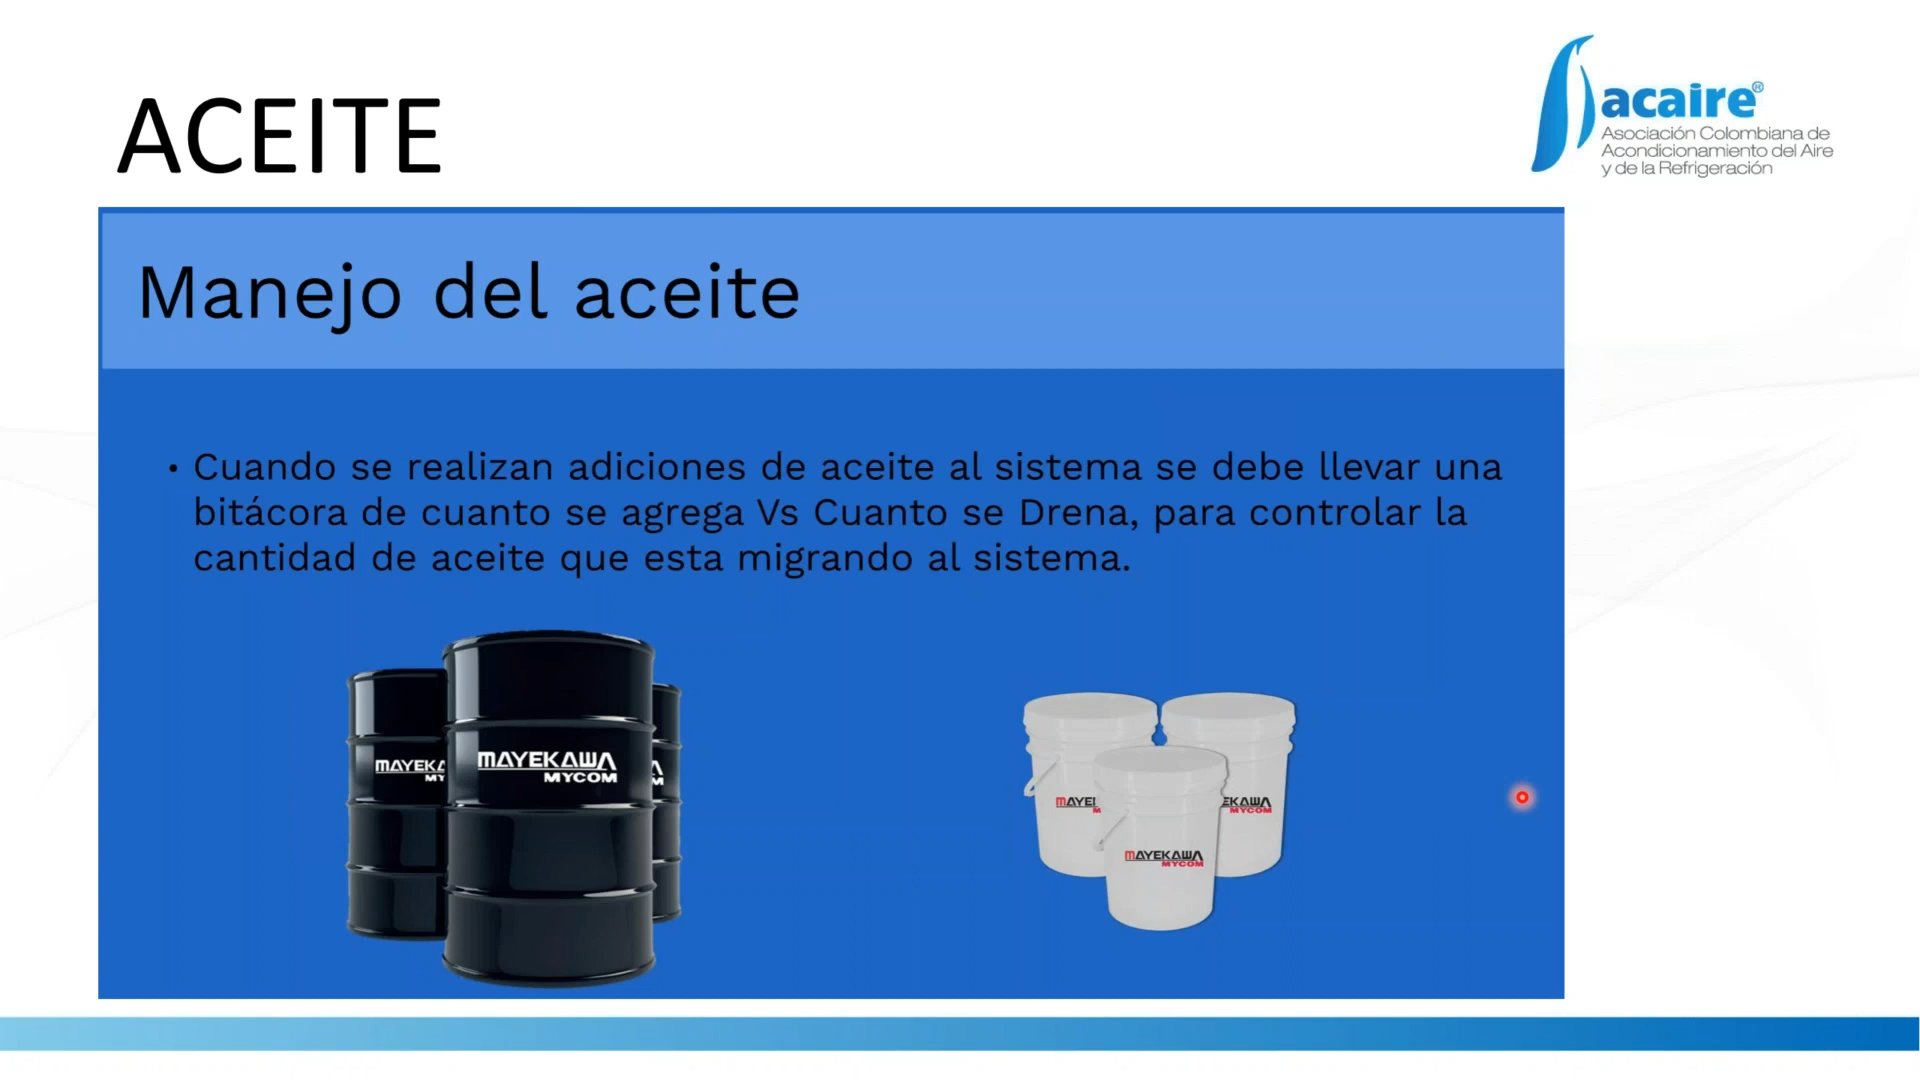 ACEITE
acaire®
Asociación Colombiana de
Acondicionamiento del Aire
y de la Refrigeración
Manejo del aceite
• Cuando se realizan adiciones de aceite al sistema se debe llevar una
bitácora de cuanto se agrega Vs Cuanto se Drena, para controlar la
cantidad de aceite que esta migrando al sistema.
MAYEKAWA
MYCOM
MAYEKAWA
MYCOM